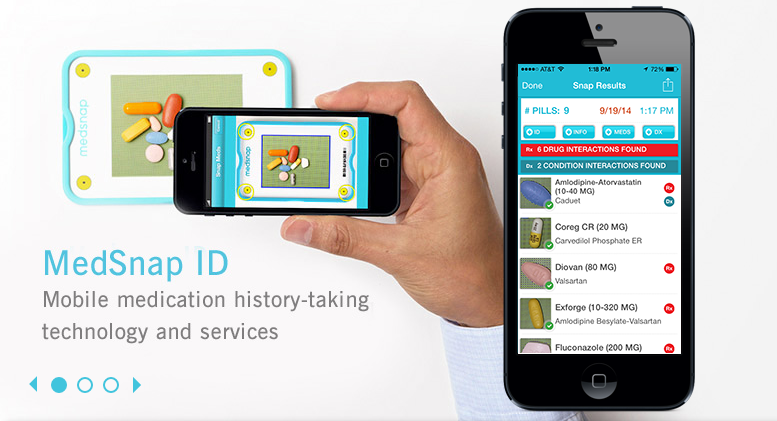 medsnap
Snap Meds
medsnap
MedSnap ID
Mobile medication history-taking
technology and services
AT&T 1:18 PM 72%
Done Snap Results
# PILLS: 9 9/19/14 1:17 PM
ID INFO MEDS DX
Rx 6 DRUG INTERACTIONS FOUND
Dx 2 CONDITION INTERACTIONS FOUND
Amlodipine-Atorvastatin
(10-40 MG)
Caduet
Rx
Dx
Coreg CR (20 MG)
Carvedilol Phosphate ER
Diovan (80 MG)
Valsartan
Rx
Exforge (10-320 MG)
Amlodipine Besylate-Valsartan
Rx
Fluconazole (200 MG)
Rx